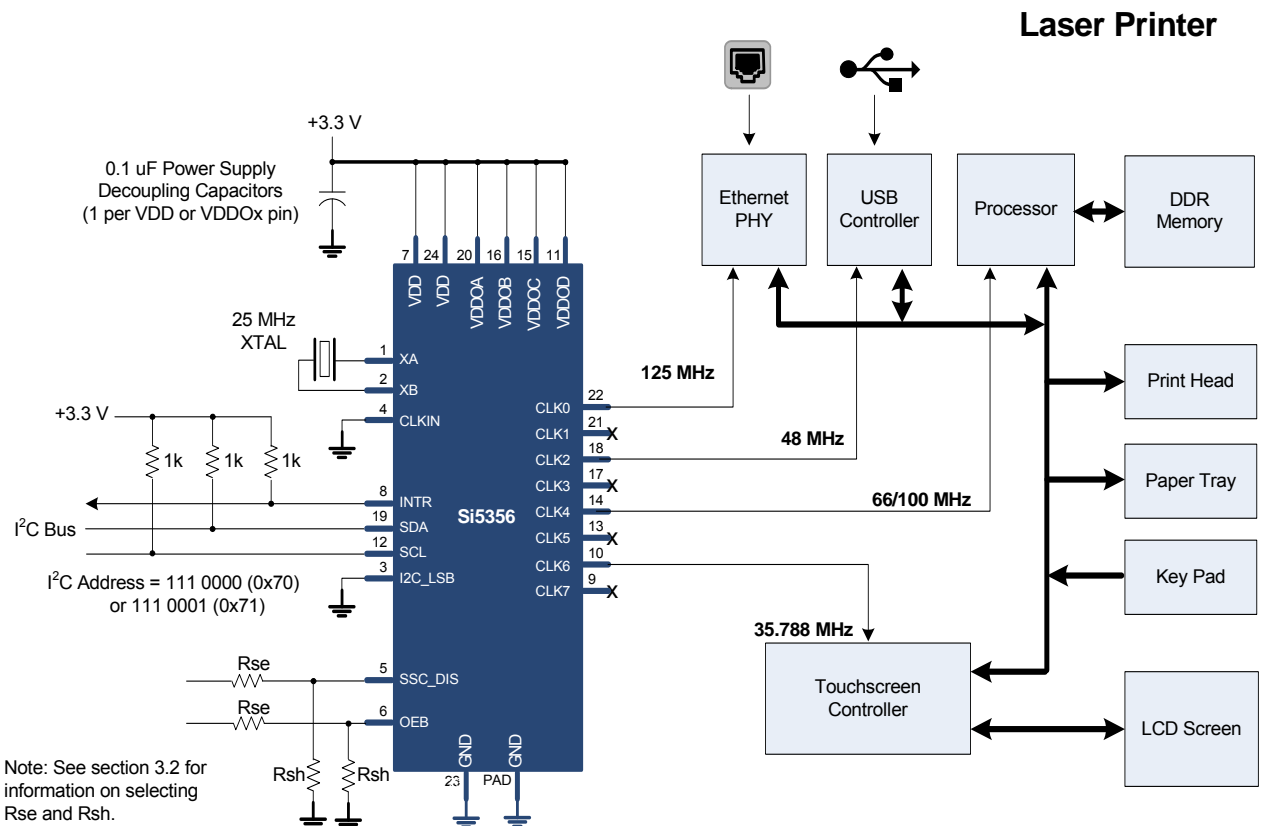 Laser Printer
+3.3 V
0.1 uF Power Supply
Decoupling Capacitors
(1 per VDD or VDDOx pin)
7
24
20
16
15
11
VDD
VDD
VDDOA
VDDOB
VDDOC
VDDOD
25 MHz
XTAL
1
XA
2
XB
4
CLKIN
+3.3 V
1k
1k
1k
8
INTR
19
SDA
12
SCL
3
I2C_LSB
I²C Bus
I²C Address = 111 0000 (0x70)
or 111 0001 (0x71)
Si5356
Rse
5
SSC_DIS
Rse
6
OEB
Rsh
Rsh
GND
GND
23
PAD
Note: See section 3.2 for
information on selecting
Rse and Rsh.
22
CLK0
21
CLK1
X
18
CLK2
17
CLK3
X
14
CLK4
13
CLK5
X
10
CLK6
9
CLK7
X
125 MHz
48 MHz
66/100 MHz
35.788 MHz
Ethernet
PHY
USB
Controller
Processor
DDR
Memory
Print Head
Paper Tray
Key Pad
Touchscreen
Controller
LCD Screen